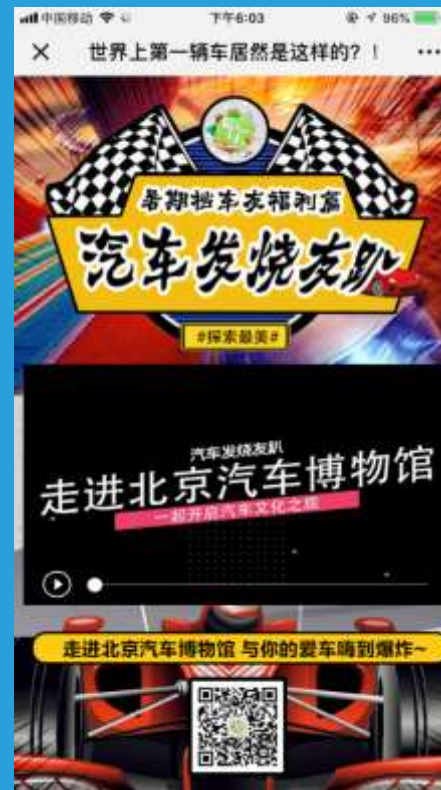 中国移动
下午6:03
96%
世界上第一辆车居然是这样的？！
暑期档车友福利篇
汽车发烧友趴
#探索最美#
汽车发烧友趴
走进北京汽车博物馆
一起开启汽车文化之旅
走进北京汽车博物馆 与你的爱车嗨到爆炸~